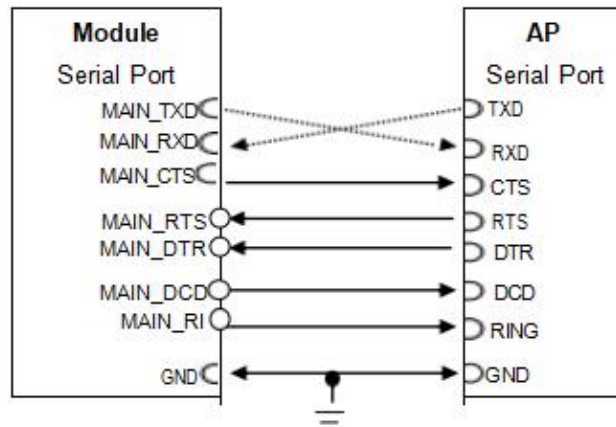 Module
Serial Port
MAIN_TXD
MAIN_RXD
MAIN_CTS
MAIN_RTS
MAIN_DTR
MAIN_DCD
MAIN_RI
GND
AP
Serial Port
TXD
RXD
CTS
RTS
DTR
DCD
RING
GND